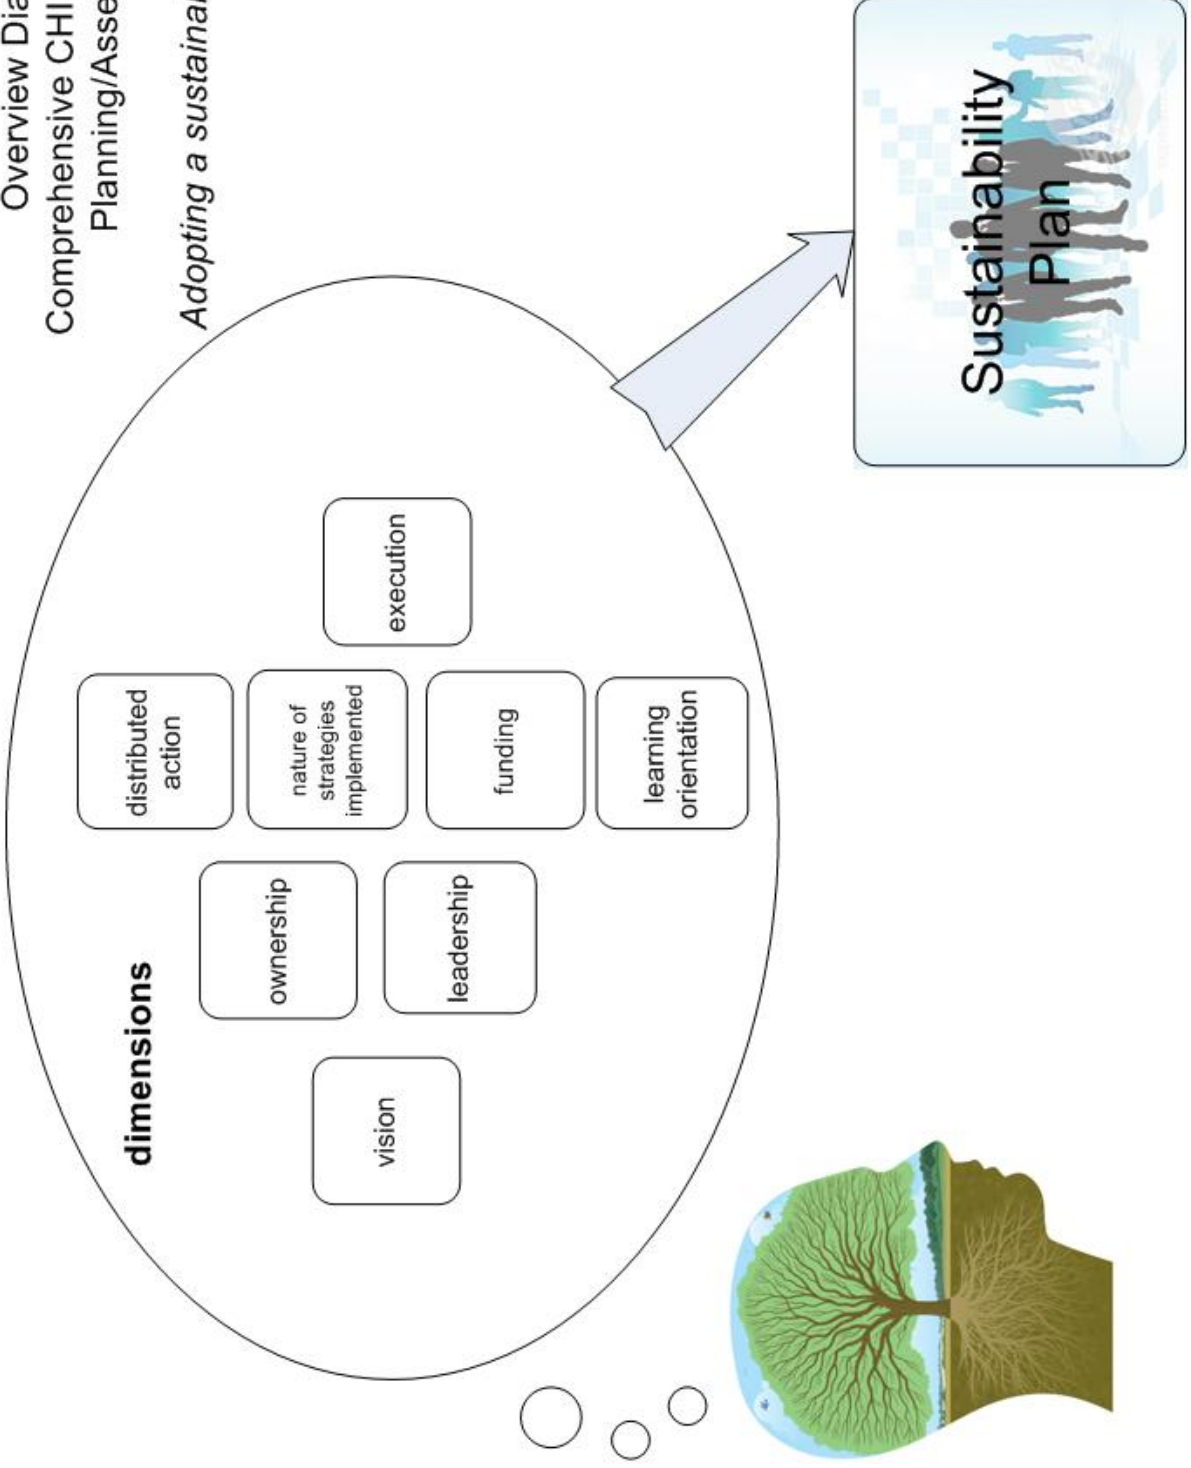 Overview Dia
Comprehensive CHI
Planning/Asse
Adopting a sustaina
dimensions
vision
ownership
leadership
distributed
action
nature of
strategies
implemented
funding
learning
orientation
execution
Sustainability
Plan